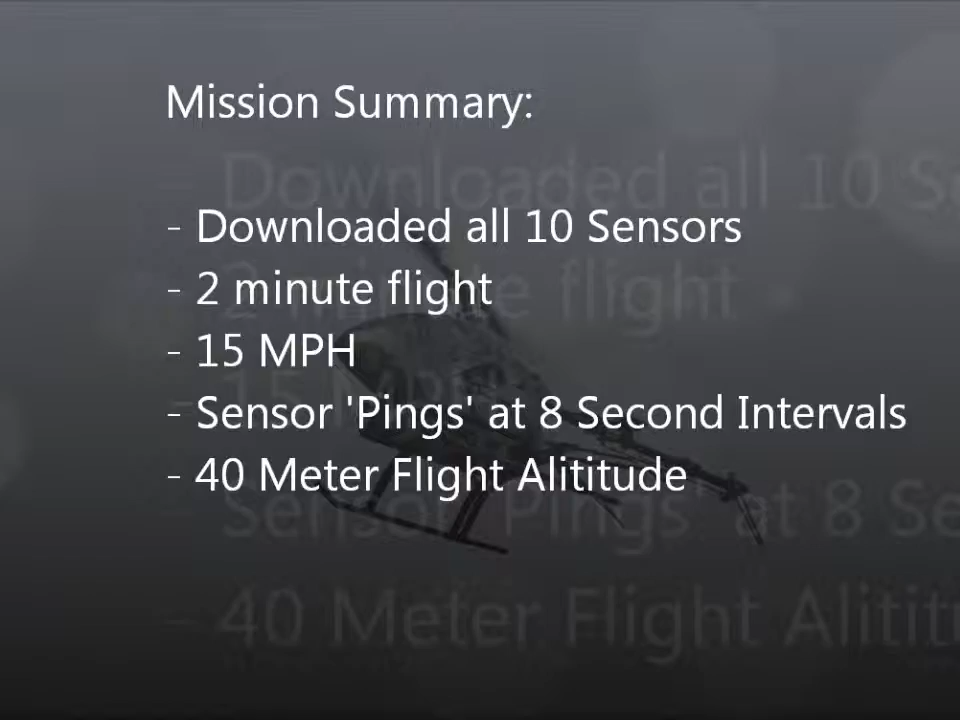 Mission Summary:
- Downloaded all 10 Sensors
- 2 minute flight
- 15 MPH
- Sensor 'Pings' at 8 Second Intervals
- 40 Meter Flight Alititude